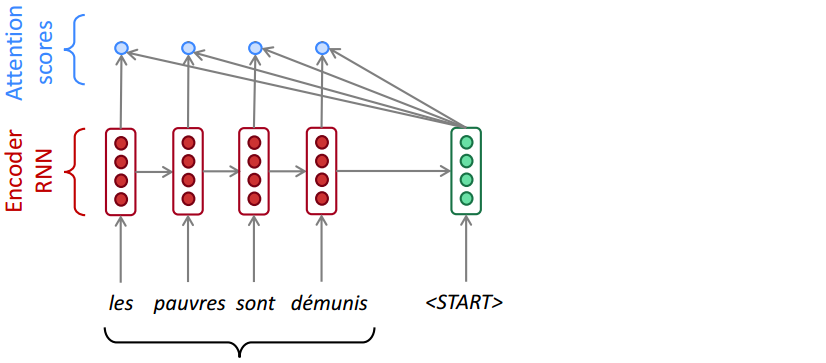 Attention
scores
Encoder
RNN
les pauvres sont démunis <START>